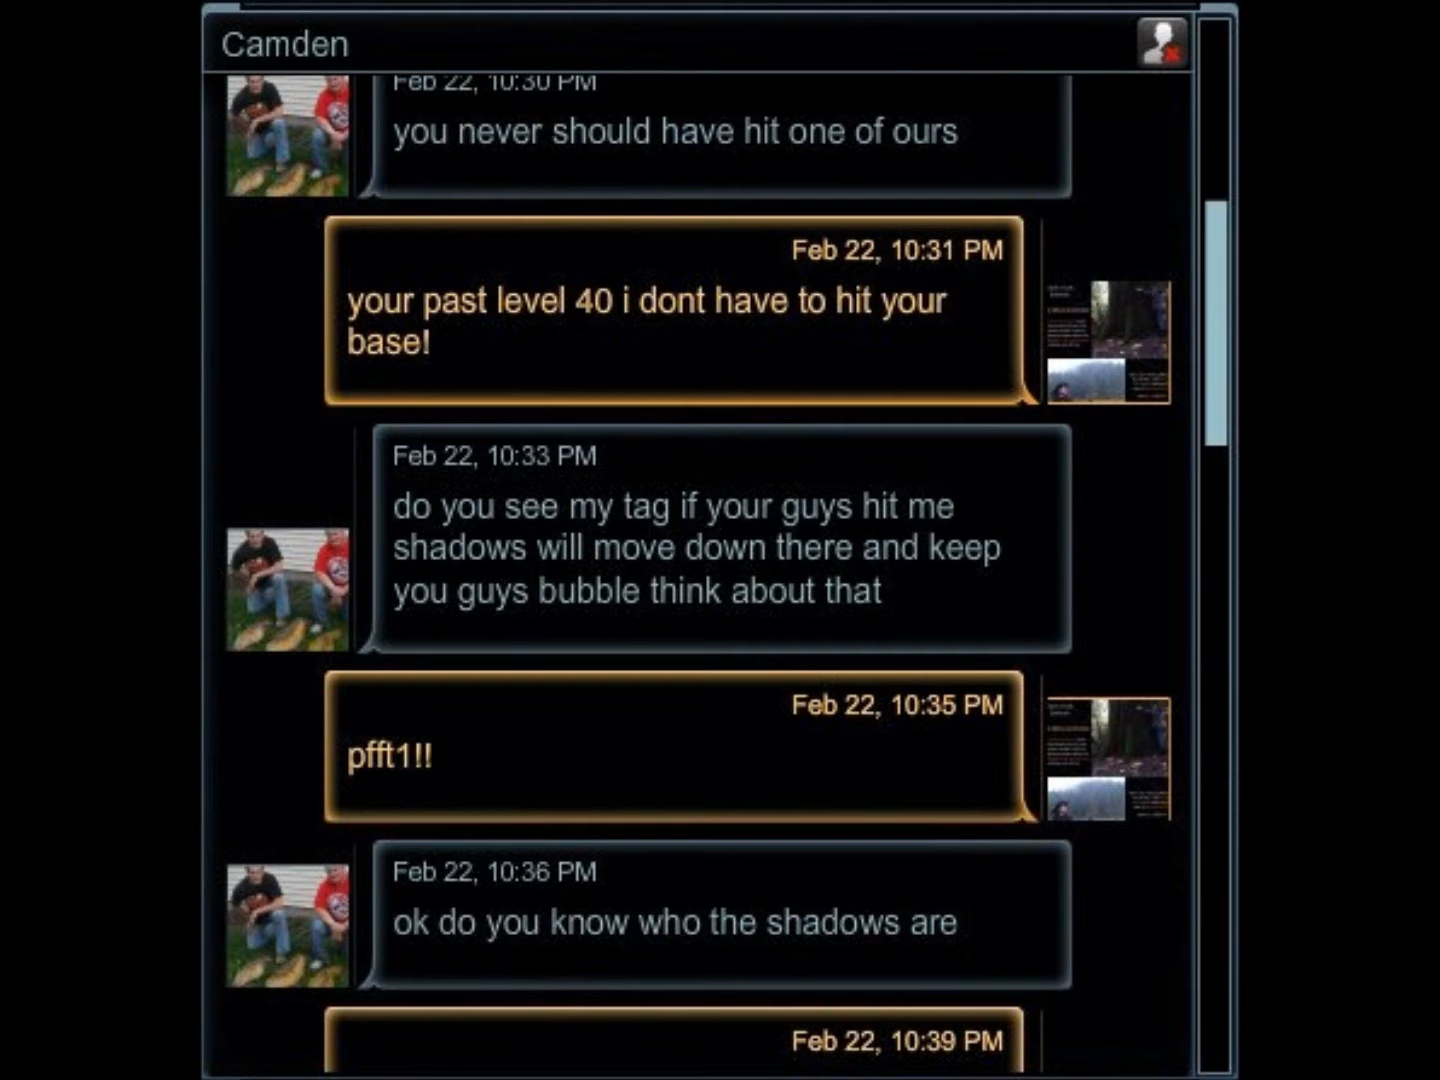 Camden
Feb 22, 10:30 PM
you never should have hit one of ours
Feb 22, 10:31 PM
your past level 40 i dont have to hit your
base!
Feb 22, 10:33 PM
do you see my tag if your guys hit me
shadows will move down there and keep
you guys bubble think about that
Feb 22, 10:35 PM
pfft1!!
Feb 22, 10:36 PM
ok do you know who the shadows are
Feb 22, 10:39 PM